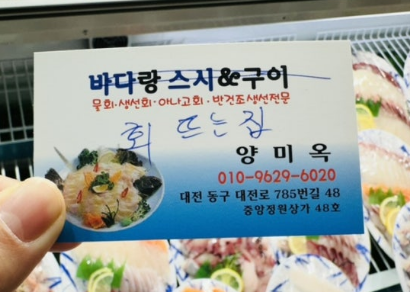 바다랑 스시&구이
물회·생선회·아나고회·반건조생선전문
회 뜨는집
양 미 옥
010-9629-6020
대전 동구 대전로 785번길 48
중앙정원상가 48호